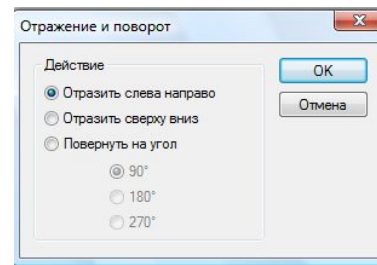 Отражение и поворот
Действие
Отразить слева направо
Отразить сверху вниз
Повернуть на угол
90°
180°
270°
OK
Отмена